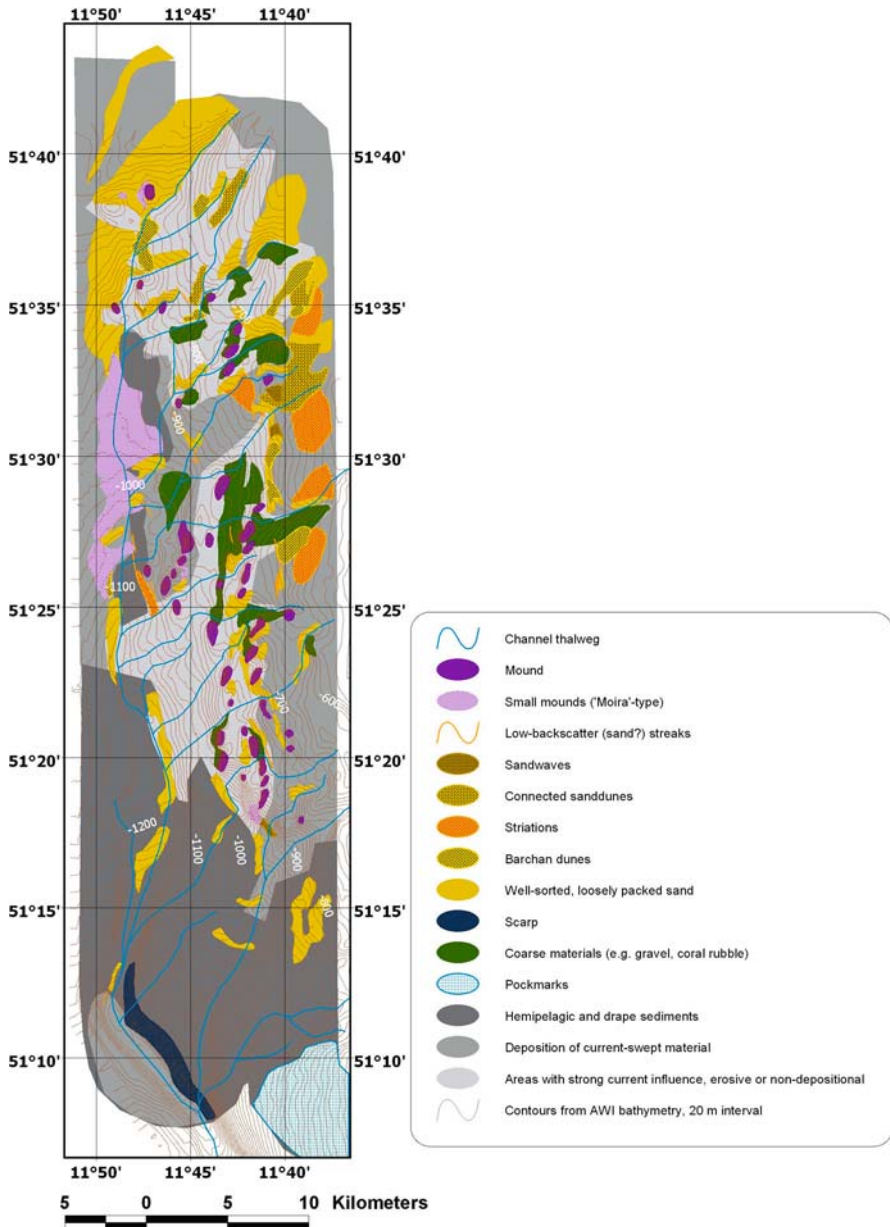 11°50' 11°45' 11°40'
51°40' 51°40'
51°35' 51°35'
-900
51°30' 51°30'
-1000
-1100
51°25' 51°25'
-600
-700
51°20' 51°20'
-1200
-1100
-1000
-900
51°15' 51°15'
51°10' 51°10'
11°50' 11°45' 11°40'
5 0 5 10 Kilometers
Channel thalweg
Mound
Small mounds ('Moira'-type)
Low-backscatter (sand?) streaks
Sandwaves
Connected sanddunes
Striations
Barchan dunes
Well-sorted, loosely packed sand
Scarp
Coarse materials (e.g. gravel, coral rubble)
Pockmarks
Hemipelagic and drape sediments
Deposition of current-swept material
Areas with strong current influence, erosive or non-depositional
Contours from AWI bathymetry, 20 m interval